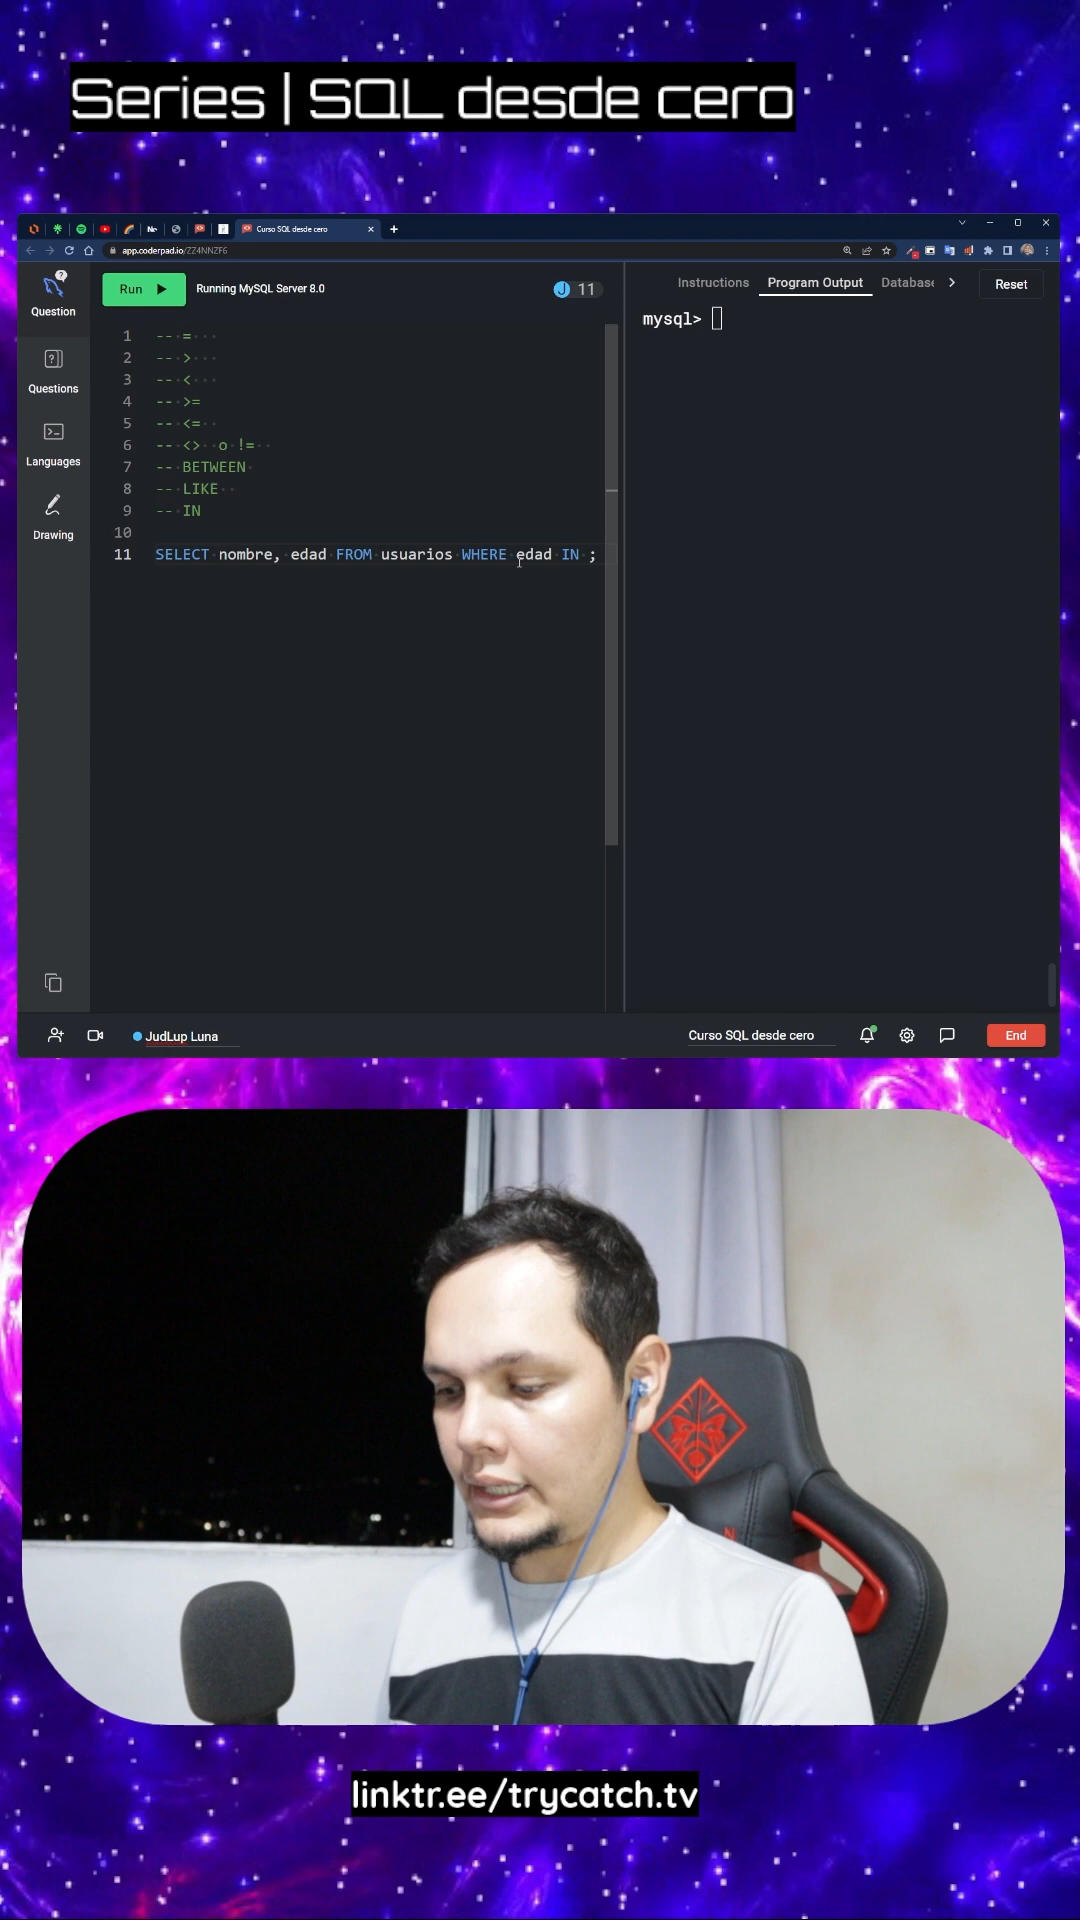 Series | SQL desde cero
Curso SQL desde cero
app.coderpad.io/ZZ4NNZF6
Question
Questions
Languages
Drawing
Run
Running MySQL Server 8.0
J 11
Instructions
Program Output
Database
Reset
1 -- =
2 -- >
3 -- <
4 -- >=
5 -- <=
6 -- <> o !=
7 -- BETWEEN
8 -- LIKE
9 -- IN
10
11 SELECT nombre, edad FROM usuarios WHERE edad IN ;
mysql>
JudLup Luna
Curso SQL desde cero
End
linktr.ee/trycatch.tv